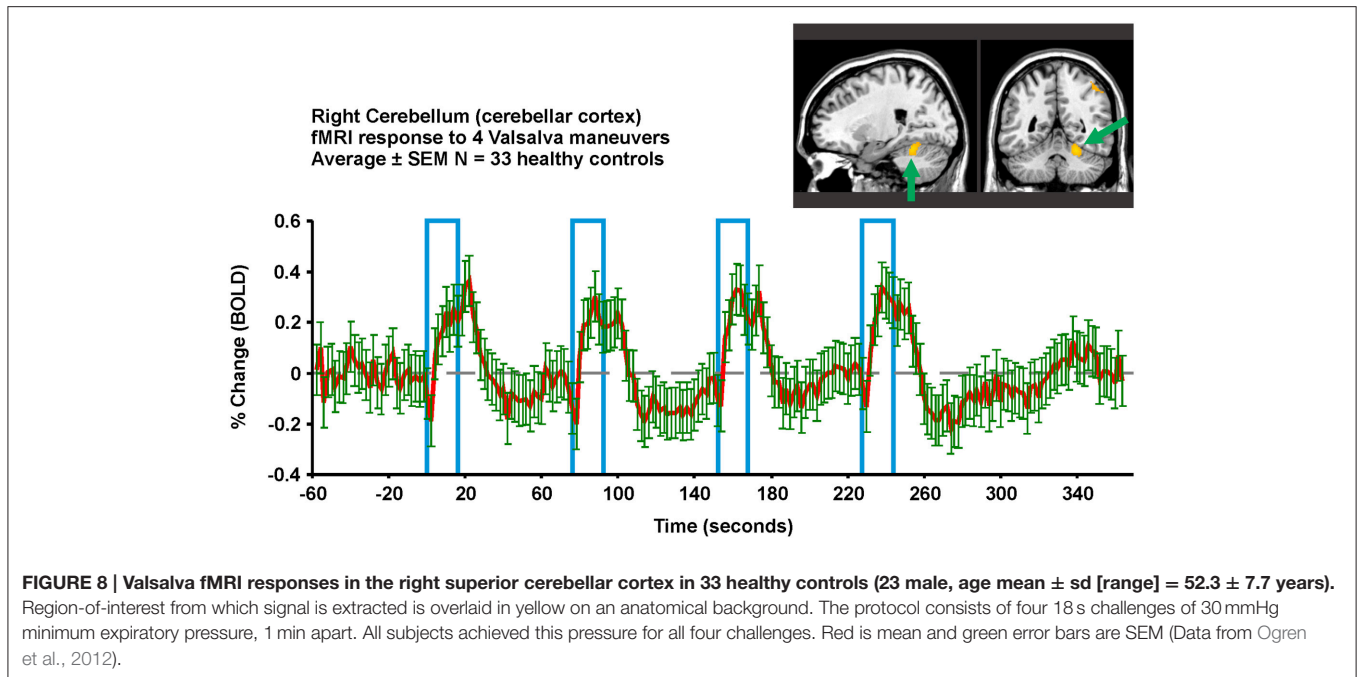 Right Cerebellum (cerebellar cortex)
fMRI response to 4 Valsalva maneuvers
Average ± SEM N = 33 healthy controls
% Change (BOLD)
0.6
0.4
0.2
0
-0.2
-0.4
-60 -20 20 60 100 140 180 220 260 300 340
Time (seconds)
FIGURE 8 | Valsalva fMRI responses in the right superior cerebellar cortex in 33 healthy controls (23 male, age mean ± sd [range] = 52.3 ± 7.7 years).
Region-of-interest from which signal is extracted is overlaid in yellow on an anatomical background. The protocol consists of four 18 s challenges of 30 mmHg
minimum expiratory pressure, 1 min apart. All subjects achieved this pressure for all four challenges. Red is mean and green error bars are SEM (Data from Ogren
et al., 2012).